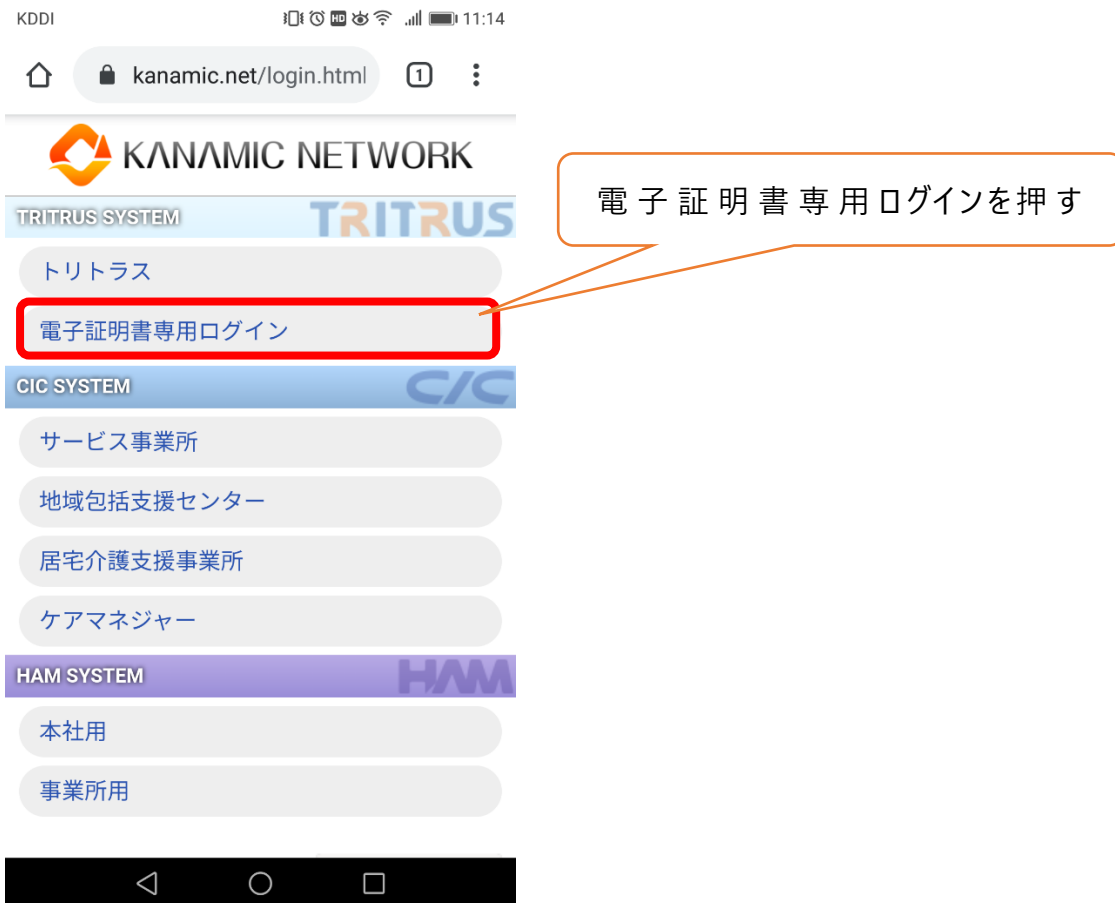 KDDI
HD
11:14
kanamic.net/login.html
1
KANAMIC NETWORK
TRITRUS SYSTEM
TRITRUS
トリトラス
電子証明書専用ログイン
電子証明書専用ログインを押す
CIC SYSTEM
CIC
サービス事業所
地域包括支援センター
居宅介護支援事業所
ケアマネジャー
HAM SYSTEM
HAM
本社用
事業所用